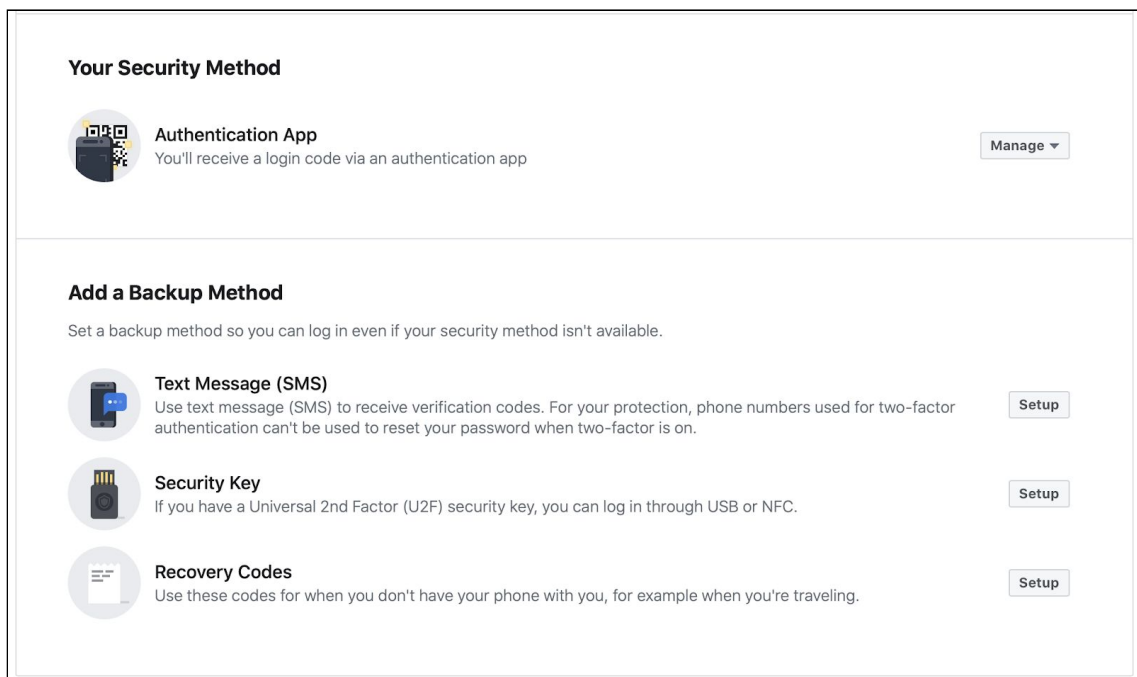 Your Security Method
Authentication App
You'll receive a login code via an authentication app
Manage
Add a Backup Method
Set a backup method so you can log in even if your security method isn't available.
Text Message (SMS)
Use text message (SMS) to receive verification codes. For your protection, phone numbers used for two-factor
authentication can't be used to reset your password when two-factor is on.
Setup
Security Key
If you have a Universal 2nd Factor (U2F) security key, you can log in through USB or NFC.
Setup
Recovery Codes
Use these codes for when you don't have your phone with you, for example when you're traveling.
Setup